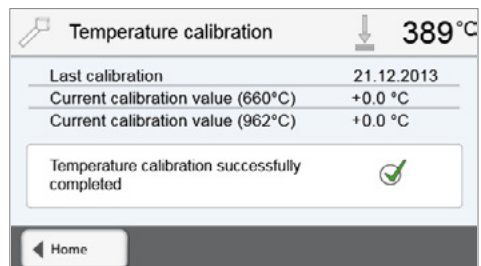 Temperature calibration 389°C
Last calibration 21.12.2013
Current calibration value (660°C) +0.0 °C
Current calibration value (962°C) +0.0 °C
Temperature calibration successfully
completed
Home